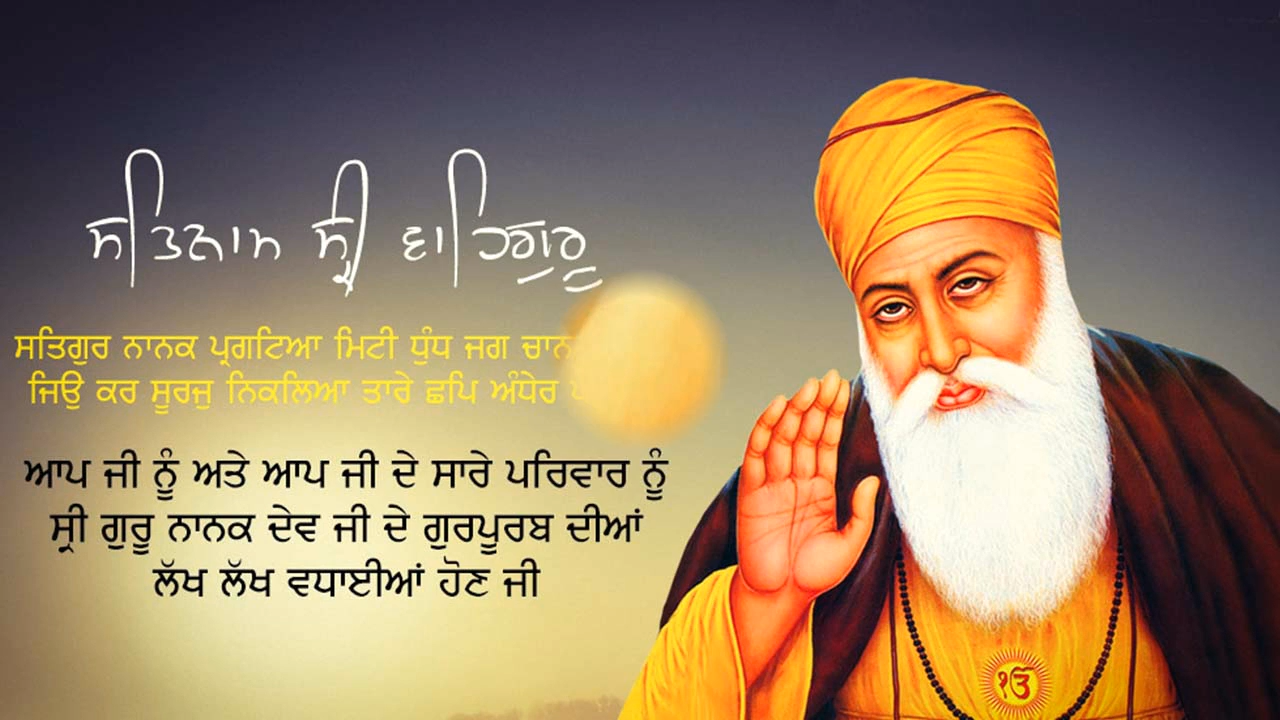 ਸਤਿਨਾਮ ਸ੍ਰੀ ਵਾਹਿਗੁਰੂ
ਸਤਿਗੁਰ ਨਾਨਕ ਪ੍ਰਗਟਿਆ ਮਿਟੀ ਧੁੰਧ ਜਗ
ਜਿਉ ਕਰ ਸੂਰਜੁ ਨਿਕਲਿਆ ਤਾਰੇ ਛਪਿ ਅੰਧੇਰ
ਆਪ ਜੀ ਨੂੰ ਅਤੇ ਆਪ ਜੀ ਦੇ ਸਾਰੇ ਪਰਿਵਾਰ ਨੂੰ
ਸ੍ਰੀ ਗੁਰੂ ਨਾਨਕ ਦੇਵ ਜੀ ਦੇ ਗੁਰਪੂਰਬ ਦੀਆਂ
ਲੱਖ ਲੱਖ ਵਧਾਈਆਂ ਹੋਣ ਜੀ
ੴ